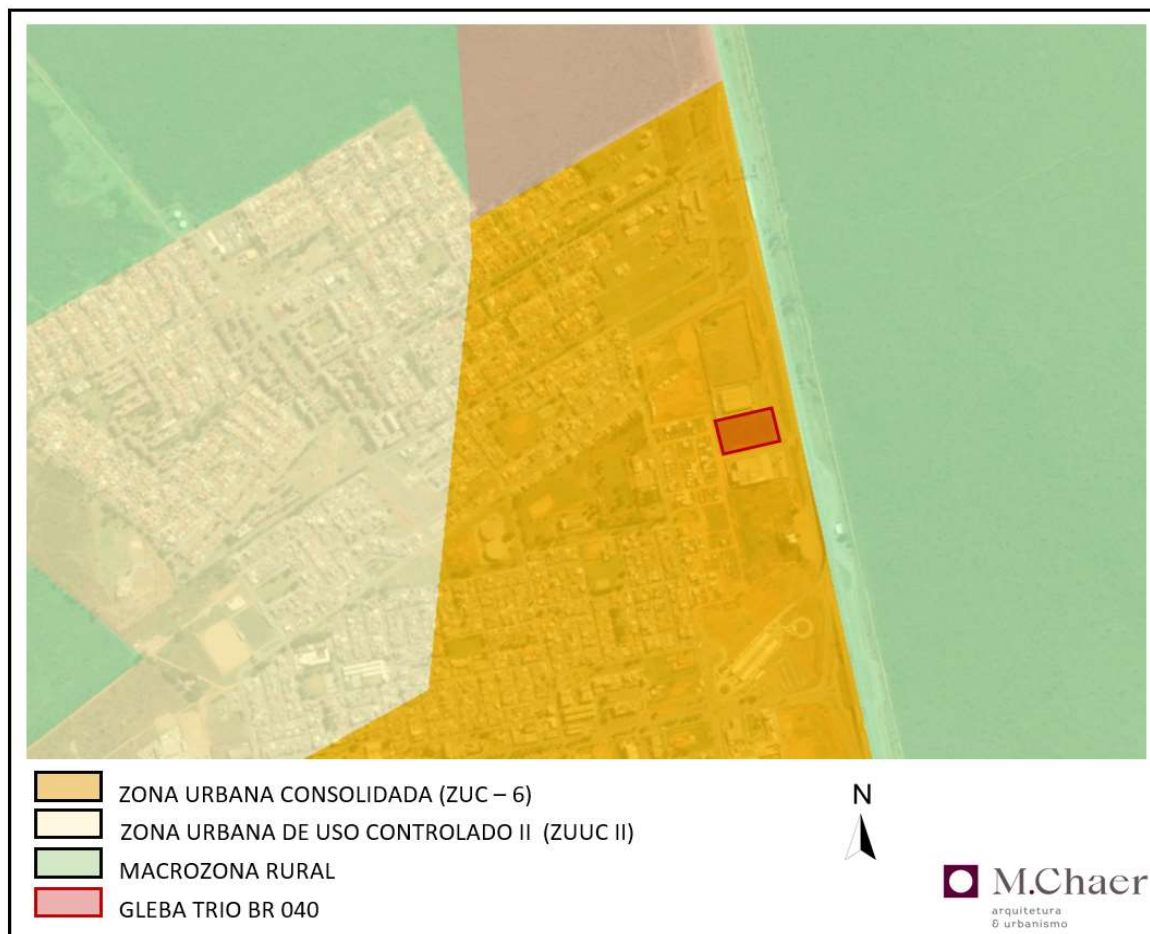 ZONA URBANA CONSOLIDADA (ZUC – 6)
ZONA URBANA DE USO CONTROLADO II (ZUUC II)
MACROZONA RURAL
GLEBA TRIO BR 040
N
M.Chaer
arquitetura
& urbanismo